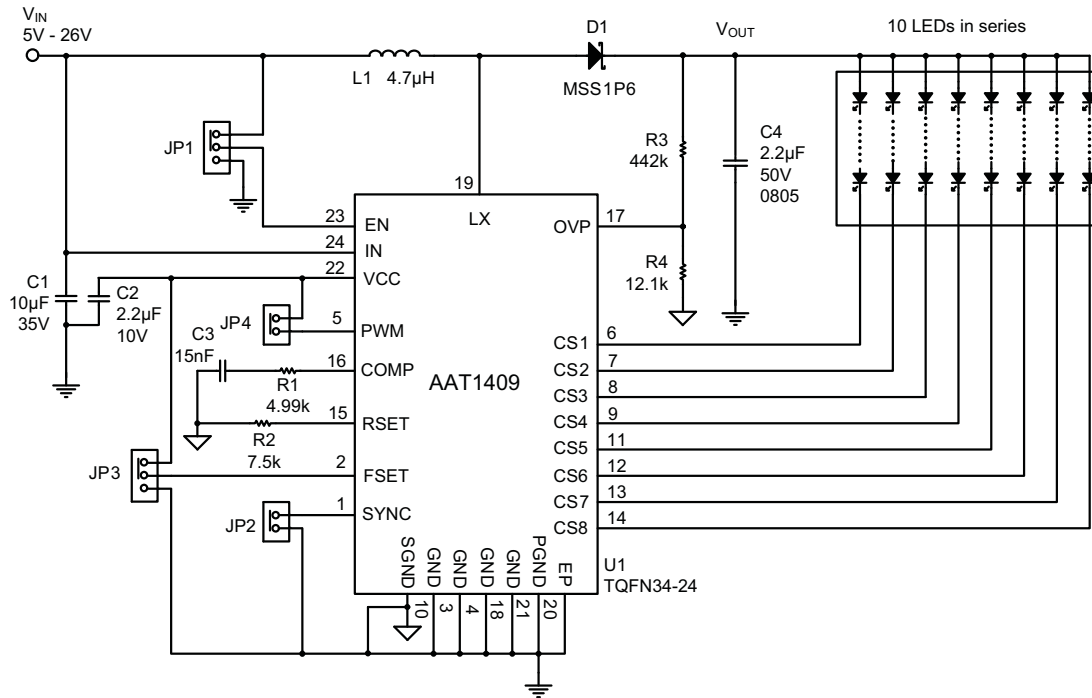 VIN
5V - 26V
D1
VOUT
10 LEDs in series
L1 4.7µH
MSS1P6
JP1
R3
442k
C4
2.2µF
50V
0805
19
LX
23
EN
OVP
17
24
IN
22
VCC
R4
12.1k
C1
10µF
35V
C2
2.2µF
10V
JP4
5
PWM
CS1
6
C3
15nF
16
COMP
CS2
7
R1
4.99k
AAT1409
CS3
8
15
RSET
CS4
9
R2
7.5k
CS5
11
JP3
2
FSET
CS6
12
CS7
13
JP2
1
SYNC
CS8
14
SGND
GND
GND
GND
GND
PGND
EP
U1
TQFN34-24
10
3
4
18
21
20